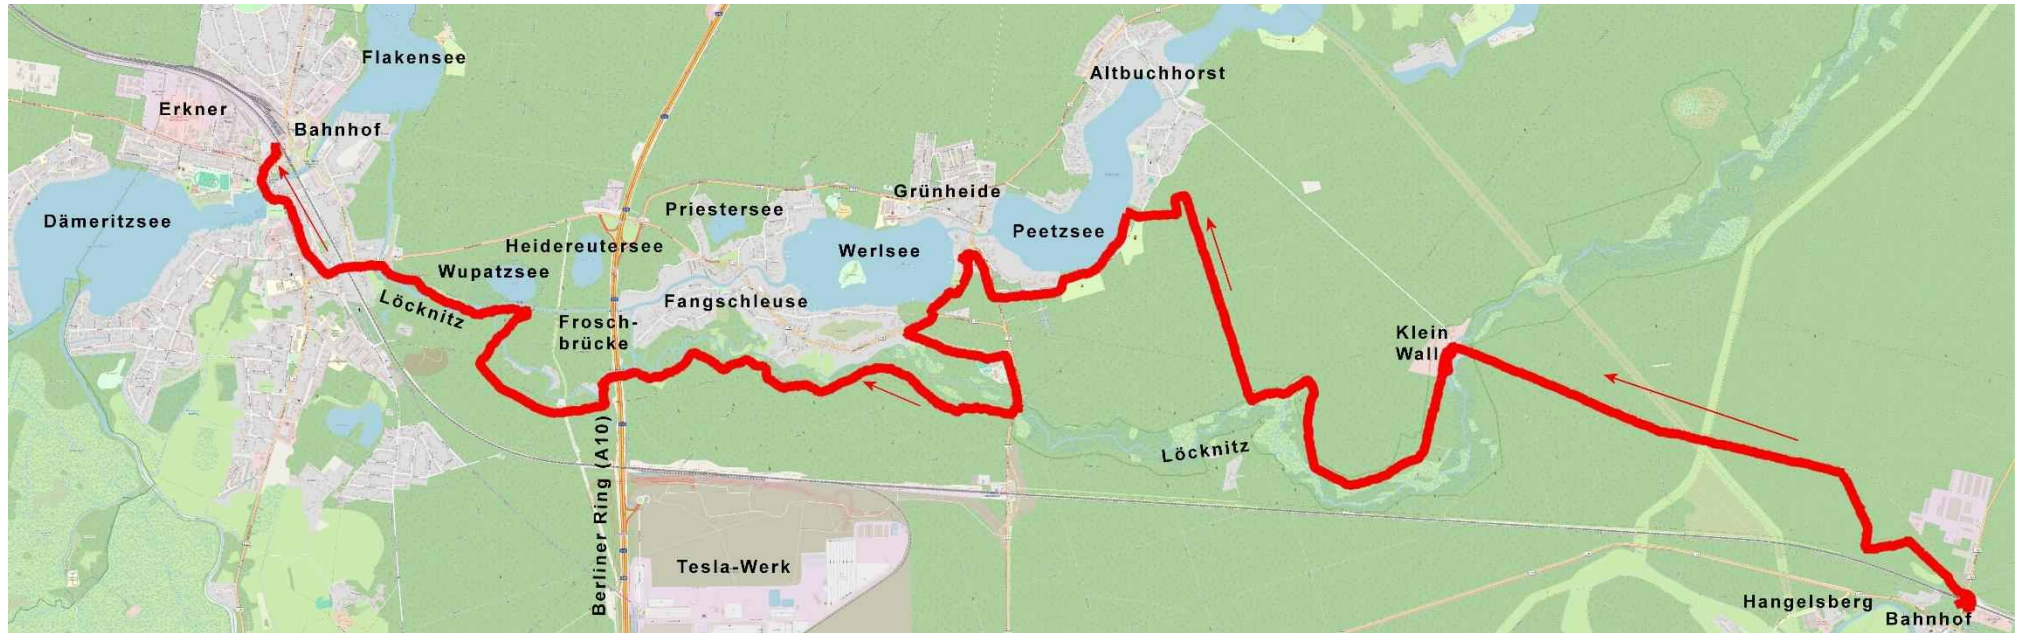 Flakensee
Altbuchhorst
Erkner
Bahnhof
Grünheide
Priestersee
Dämeritzsee
Peetzsee
Heidereutersee
Werlsee
Wupatzsee
Löcknitz
Fangschleuse
Frosch-
brücke
Klein
Wall
Löcknitz
Berliner Ring (A10)
Tesla-Werk
Hangelsberg
Bahnhof